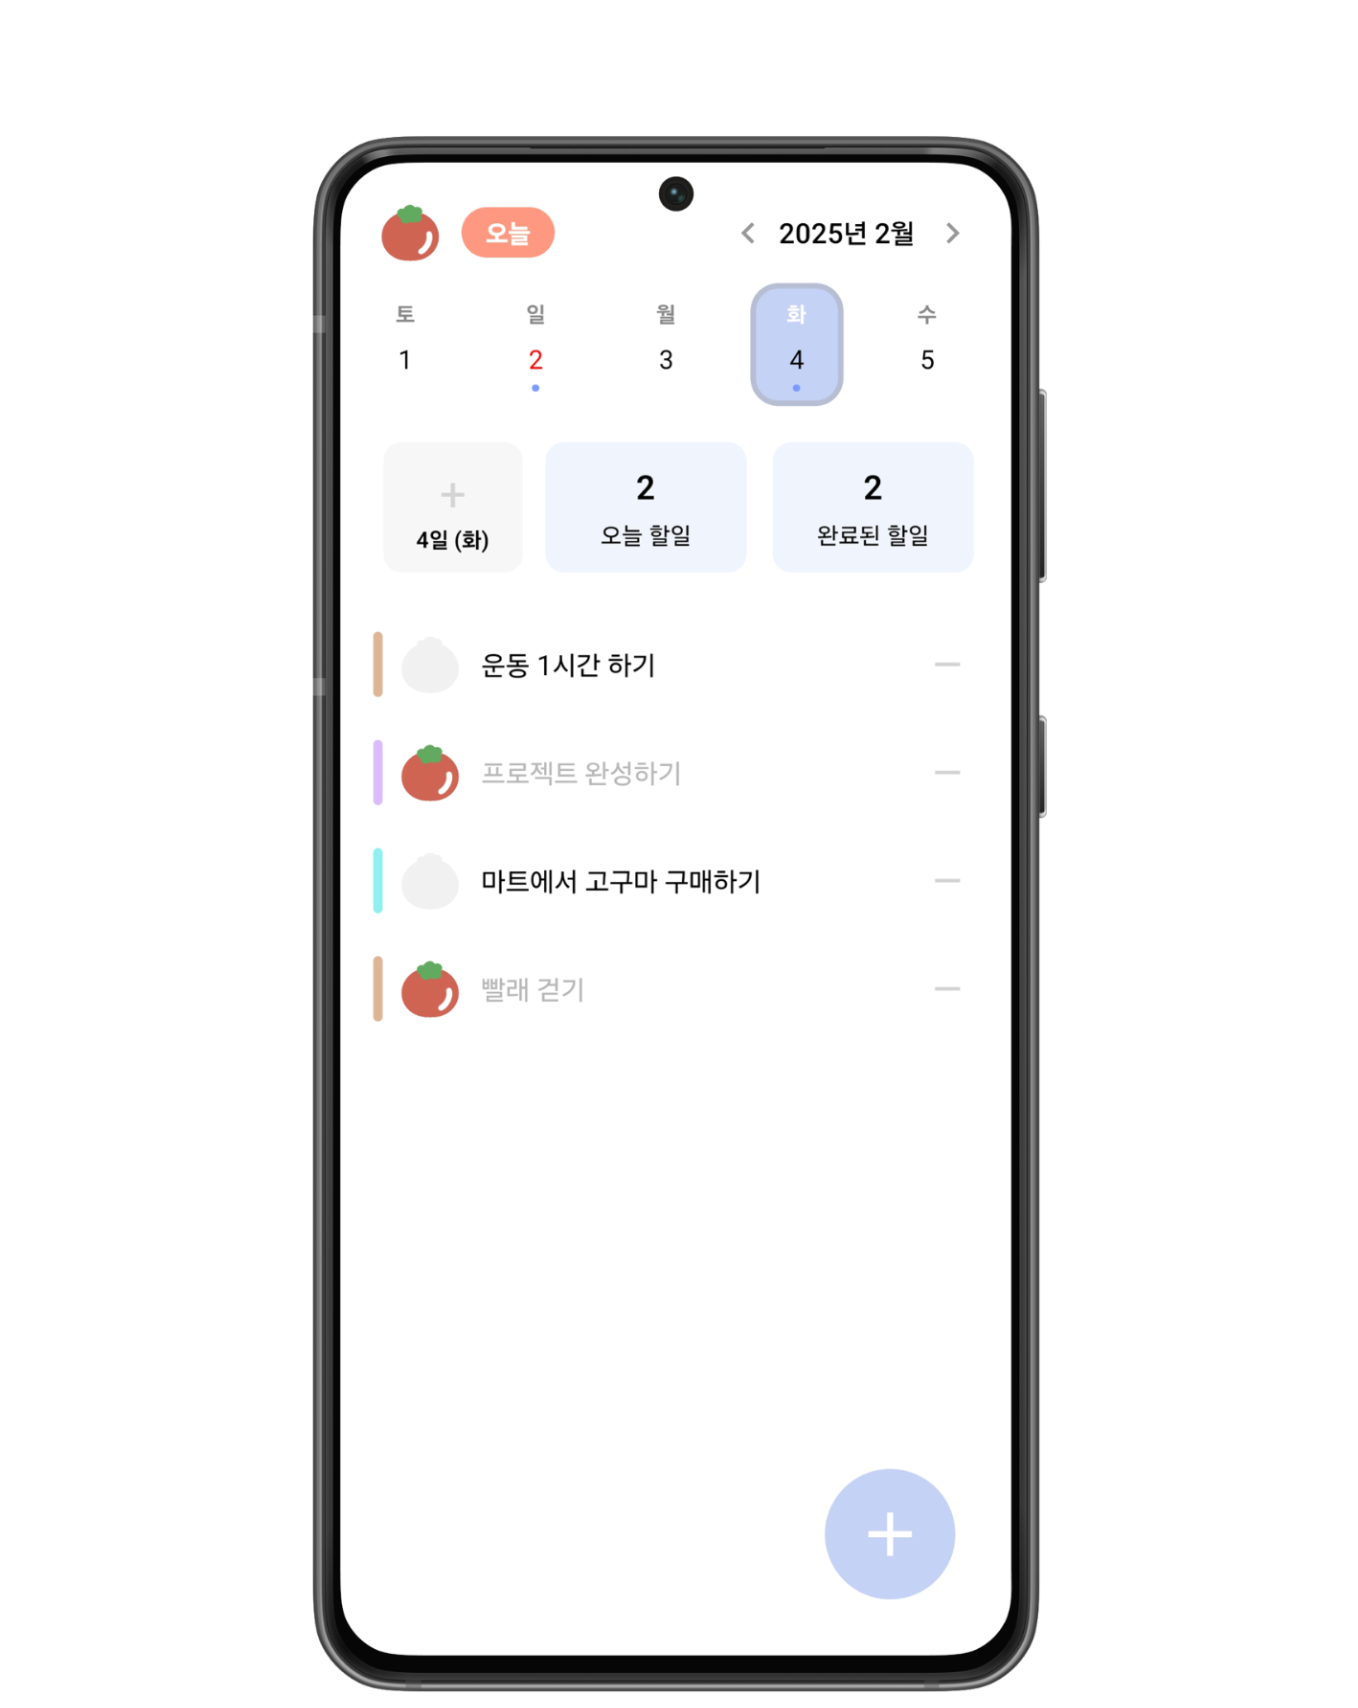 오늘
2025년 2월
토 일 월 화 수
1 2 3 4 5
+
4일 (화)
2
오늘 할일
2
완료된 할일
운동 1시간 하기
프로젝트 완성하기
마트에서 고구마 구매하기
빨래 걷기
+